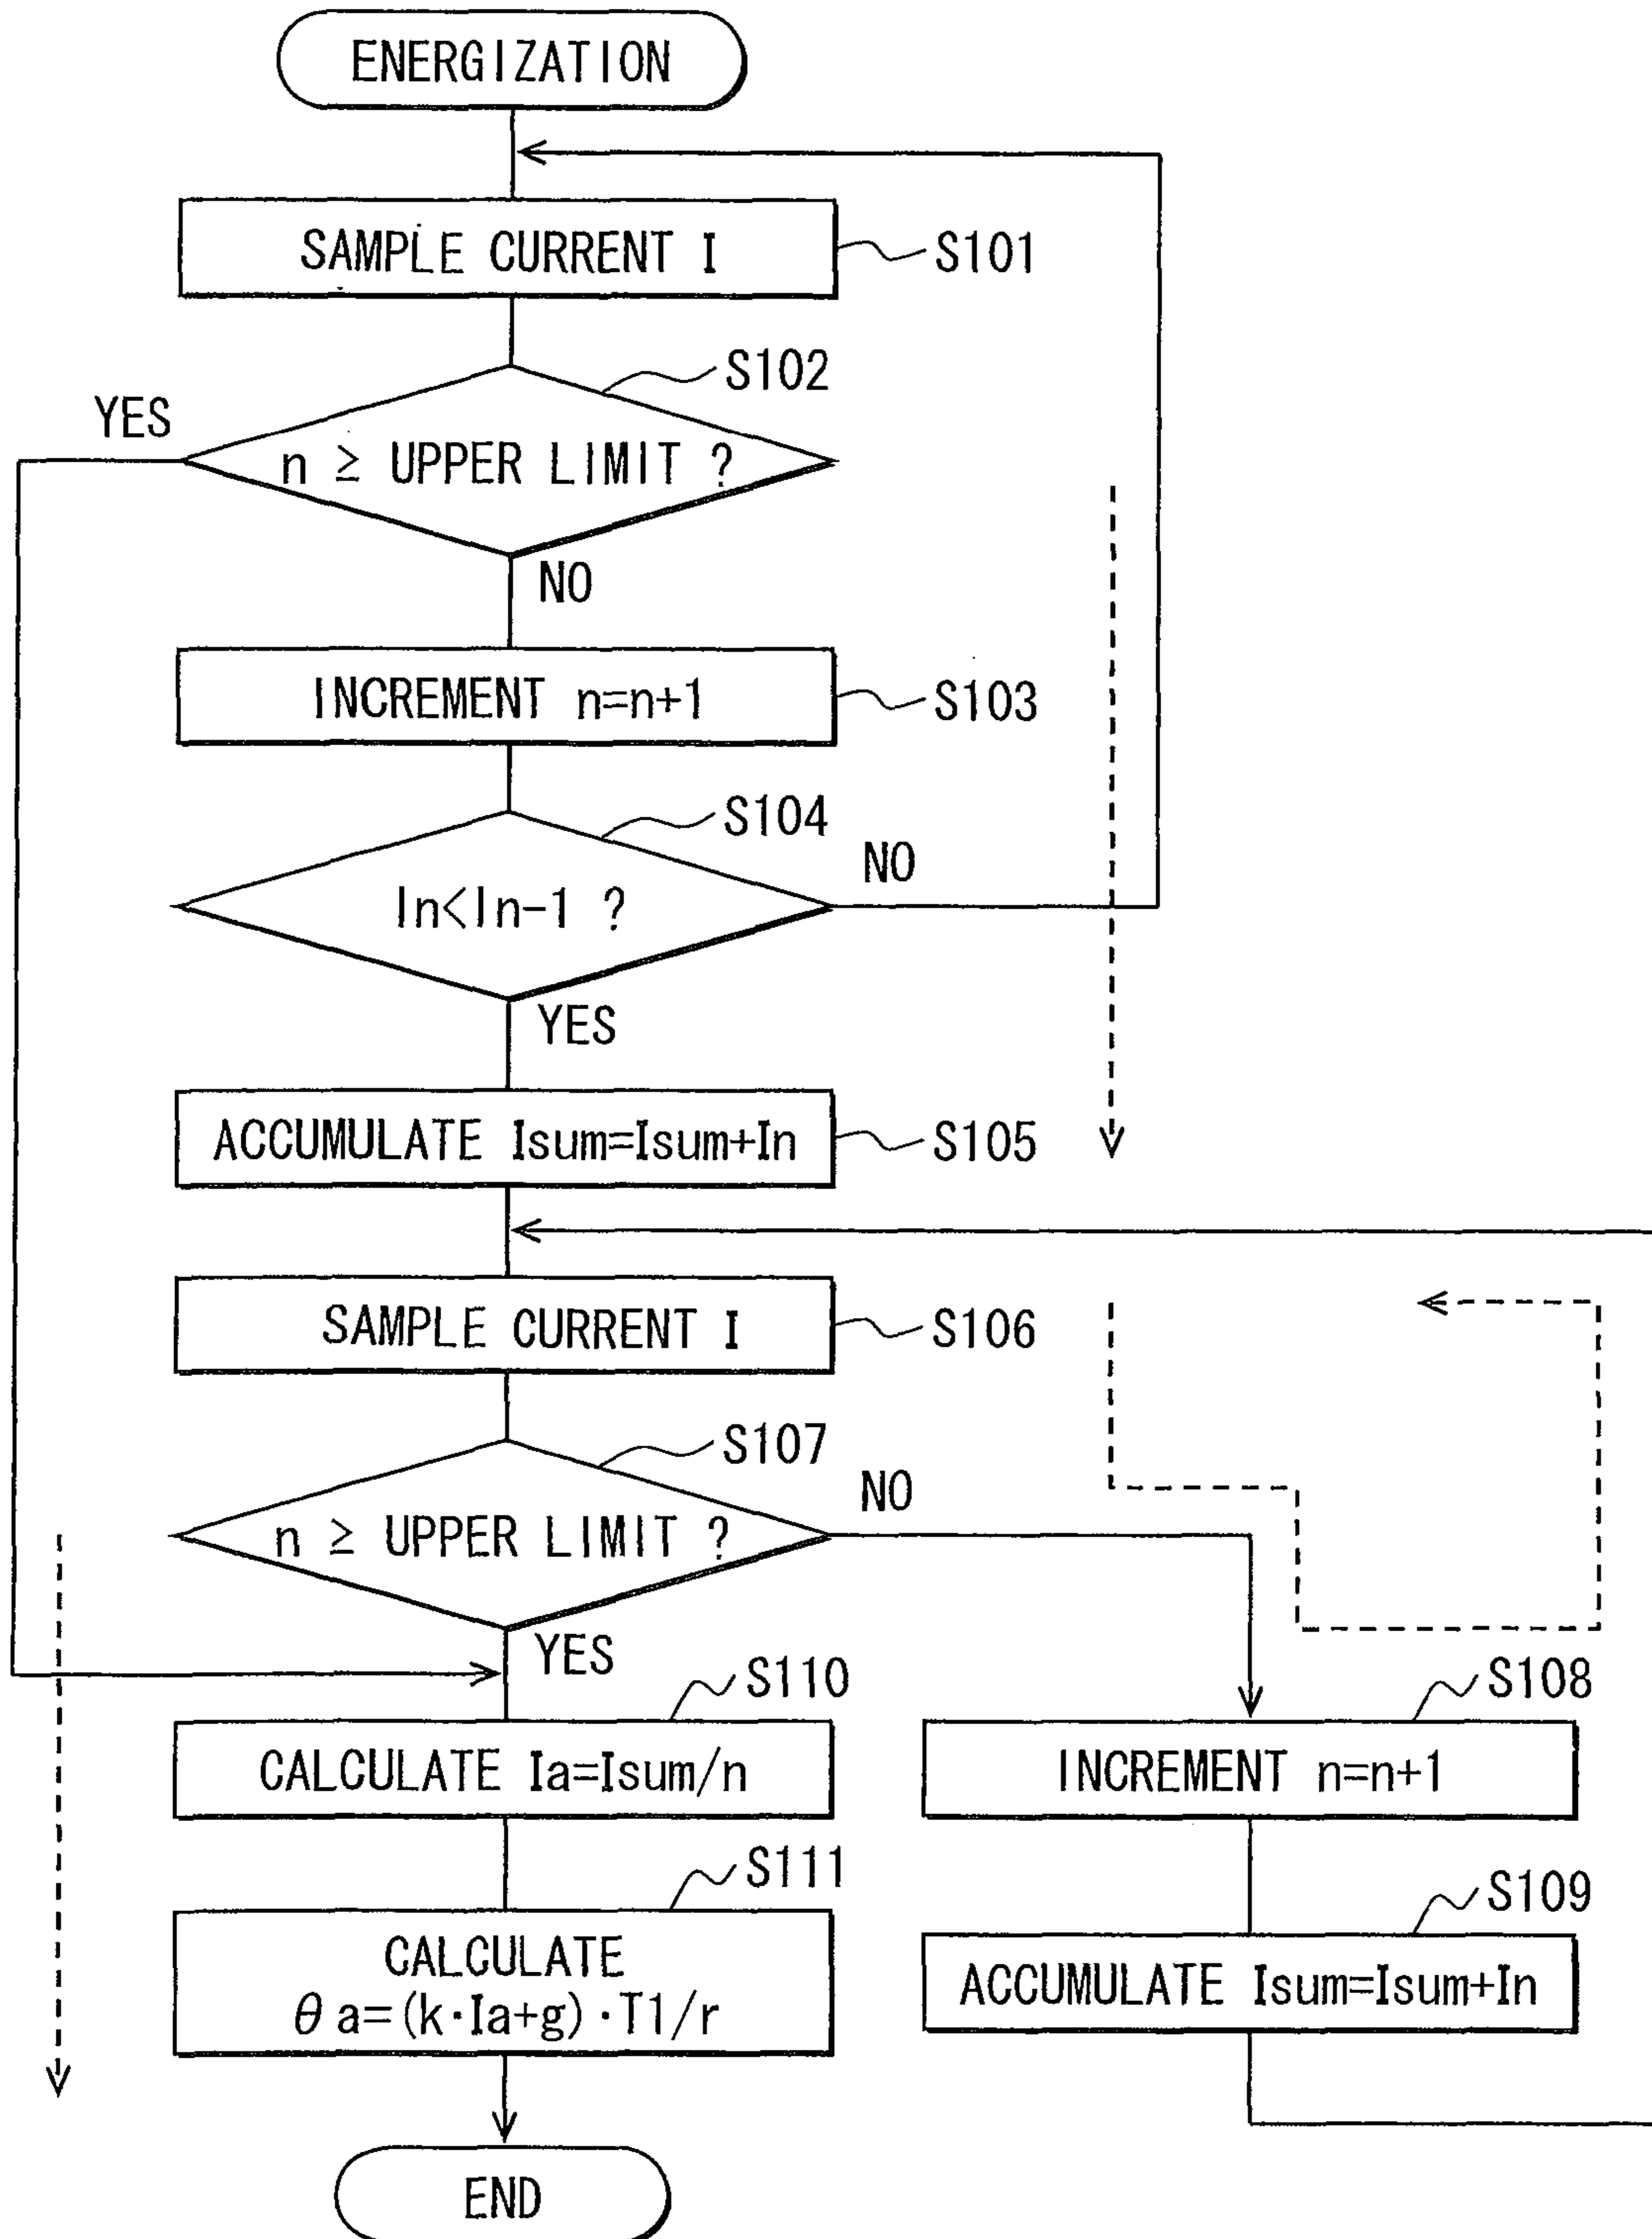 ENERGIZATION
SAMPLE CURRENT I
S101
S102
YES
n ≥ UPPER LIMIT ?
NO
INCREMENT n=n+1
S103
S104
NO
In<In-1 ?
YES
ACCUMULATE Isum=Isum+In
S105
SAMPLE CURRENT I
S106
S107
NO
n ≥ UPPER LIMIT ?
YES
S110
CALCULATE Ia=Isum/n
S108
INCREMENT n=n+1
S111
CALCULATE
θa=(k·Ia+g)·T1/r
S109
ACCUMULATE Isum=Isum+In
END